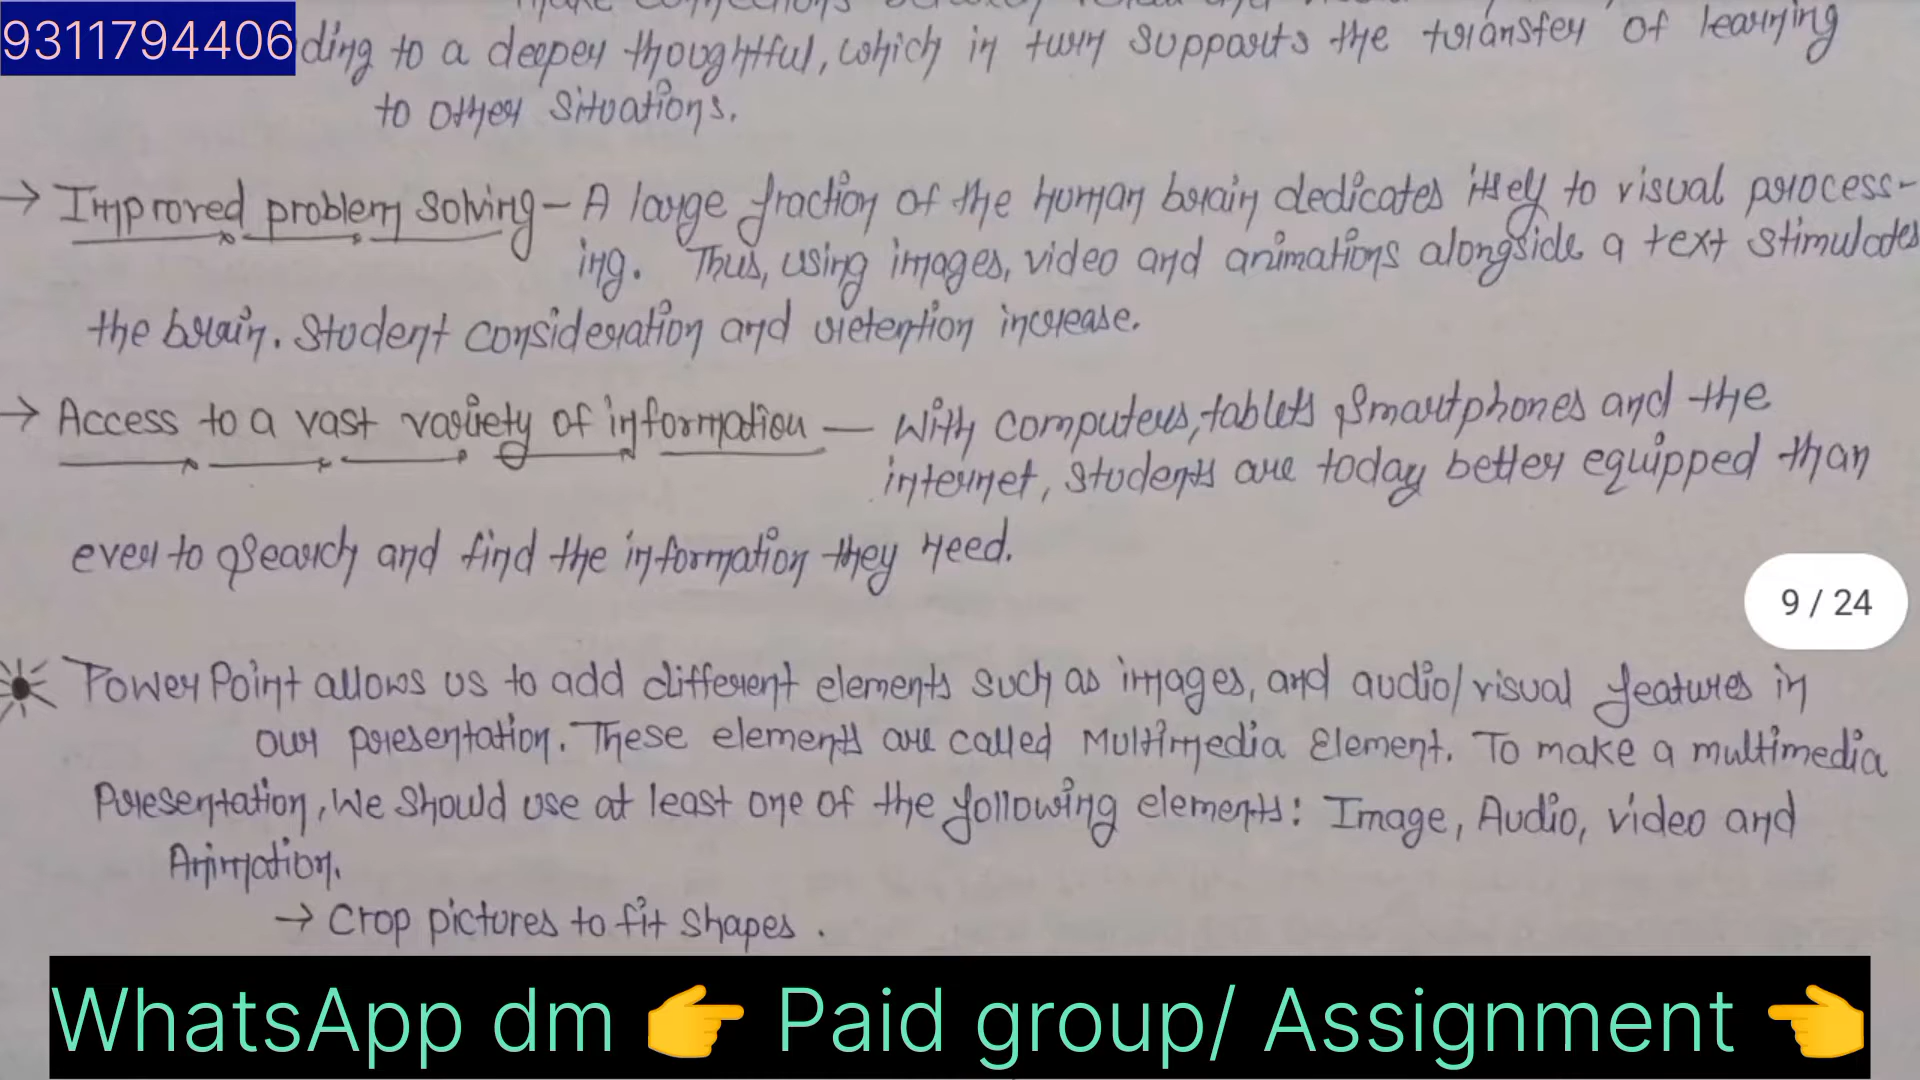 make connections between verbal and
9311794406
ding to a deeper thoughtful, which in turn supports the transfer of learning
to other situations.
→ Improved problem solving – A large fraction of the human brain dedicates itself to visual process-
ing. Thus, using images, video and animations alongside a text stimulates
the brain. Student consideration and retention increase.
→ Access to a vast variety of information — With computers, tablets, smartphones and the
internet, students are today better equipped than
ever to search and find the information they need.
9 / 24
PowerPoint allows us to add different elements such as images, and audio/visual features in
our presentation. These elements are called Multimedia Element. To make a multimedia
Presentation, We should use at least one of the following elements: Image, Audio, video and
Animation.
→ Crop pictures to fit shapes.
WhatsApp dm 👉 Paid group/ Assignment 👈